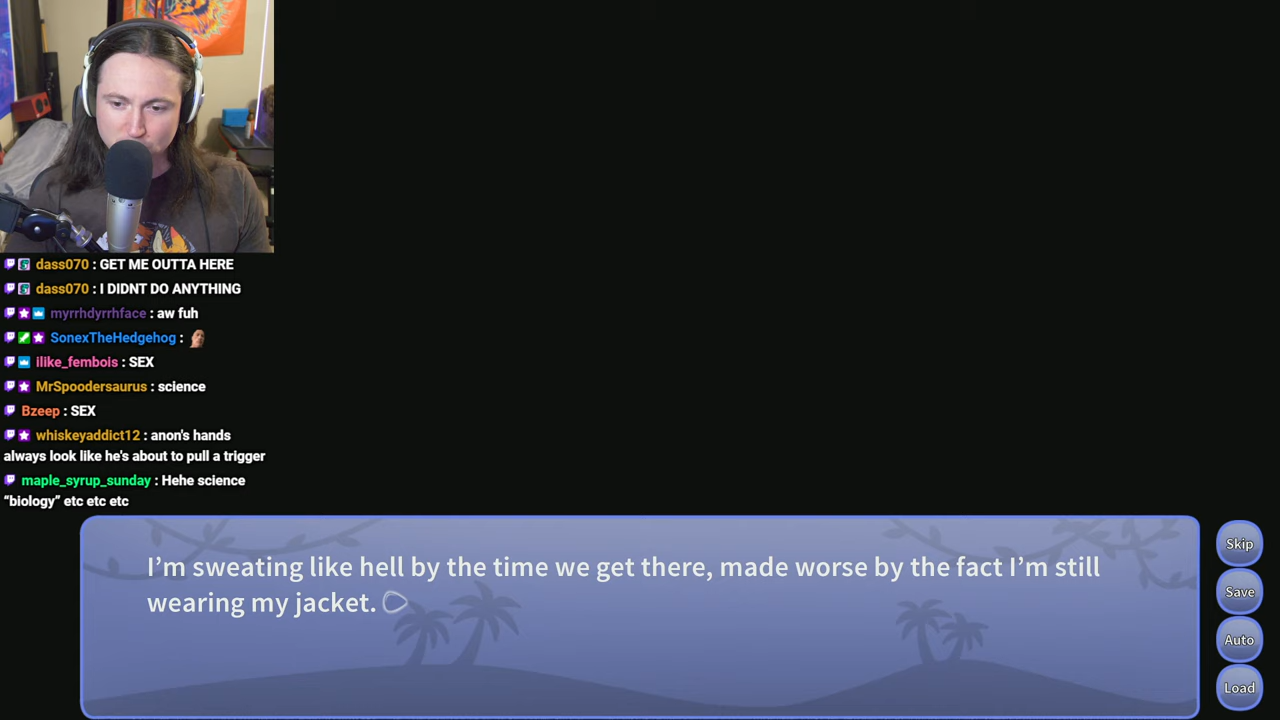 dass070 : GET ME OUTTA HERE
dass070 : I DIDNT DO ANYTHING
myrrhdyrrhface : aw fuh
SonexTheHedgehog :
ilike_fembois : SEX
MrSpoodersaurus : science
Bzeep : SEX
whiskeyaddict12 : anon's hands
always look like he's about to pull a trigger
maple_syrup_sunday : Hehe science
“biology” etc etc etc
I’m sweating like hell by the time we get there, made worse by the fact I’m still
wearing my jacket.
Skip
Save
Auto
Load